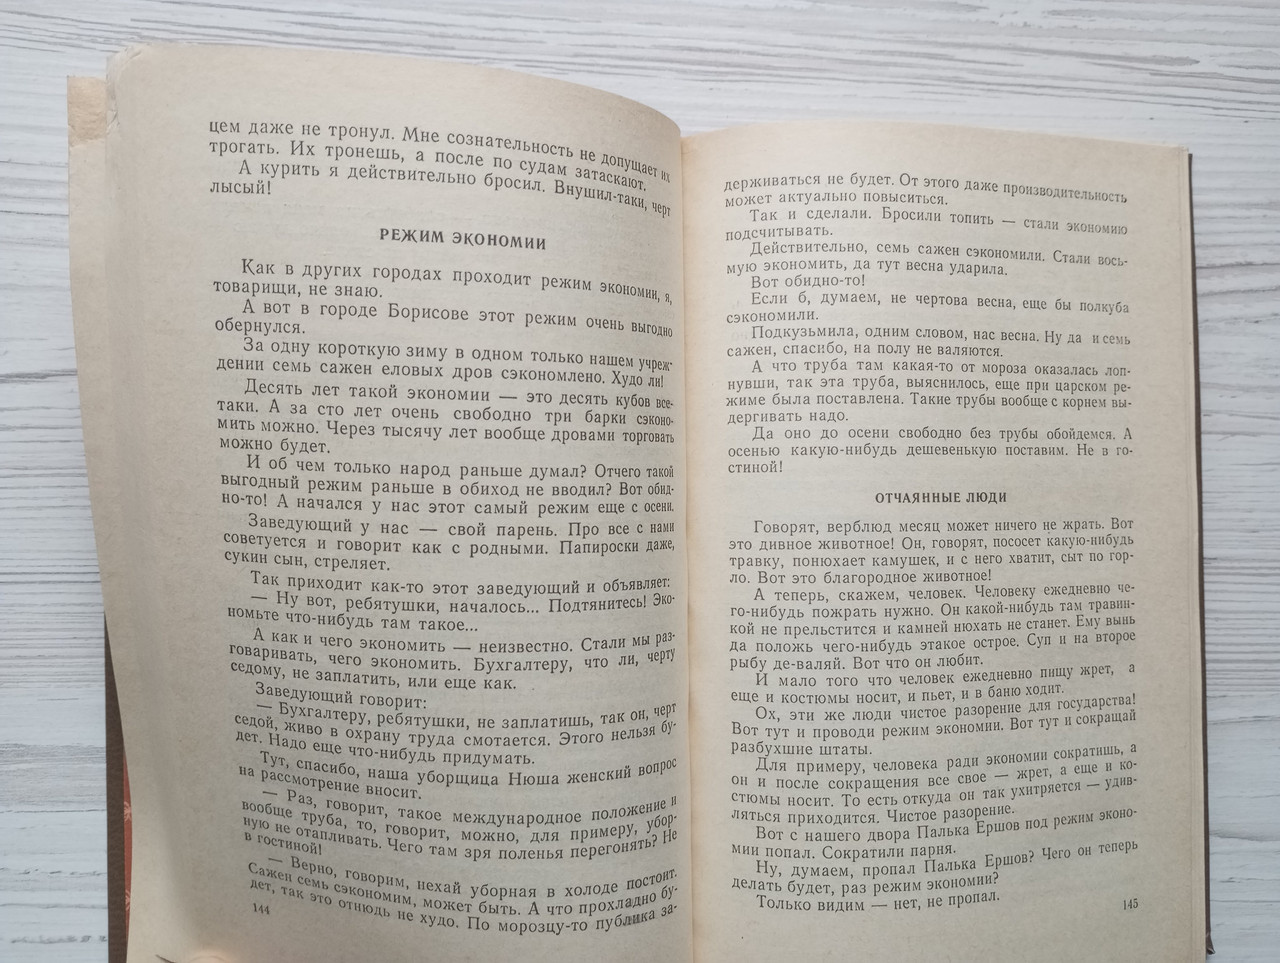 цем даже не тронул. Мне сознательность не допущает их
трогать. Их тронешь, а после по судам затаскают.
А курить я действительно бросил. Внушил-таки, черт
лысый!
РЕЖИМ ЭКОНОМИИ
Как в других городах проходит режим экономии, я,
товарищи, не знаю.
А вот в городе Борисове этот режим очень выгодно
обернулся.
За одну короткую зиму в одном только нашем учреж-
дении семь сажен еловых дров сэкономлено. Худо ли!
Десять лет такой экономии — это десять кубов все-
таки. А за сто лет очень свободно три барки сэконо-
мить можно. Через тысячу лет вообще дровами торговать
можно будет.
И об чем только народ раньше думал? Отчего такой
выгодный режим раньше в обиход не вводил? Вот обид-
но-то! А начался у нас этот самый режим еще с осени.
Заведующий у нас — свой парень. Про все с нами
советуется и говорит как с родными. Папироски даже,
сукин сын, стреляет.
Так приходит как-то этот заведующий и объявляет:
— Ну вот, ребятушки, началось... Подтянитесь! Эко-
номьте что-нибудь там такое...
А как и чего экономить — неизвестно. Стали мы раз-
говаривать, чего экономить. Бухгалтеру, что ли, черту
седому, не заплатить, или еще как.
Заведующий говорит:
— Бухгалтеру, ребятушки, не заплатишь, так он, черт
седой, живо в охрану труда смотается. Этого нельзя бу-
дет. Надо еще что-нибудь придумать.
Тут, спасибо, наша уборщица Нюша женский вопрос
на рассмотрение вносит.
— Раз, говорит, такое международное положение и
вообще труба, то, говорит, можно, для примеру, убор-
ную не отапливать. Чего там зря поленья перегонять? Не
в гостиной!
— Верно, говорим, нехай уборная в холоде постоит.
Сажен семь сэкономим, может быть. А что прохладно бу-
дет, так это отнюдь не худо. По морозцу-то публика за-
144
держиваться не будет. От этого даже производительность
может актуально повыситься.
Так и сделали. Бросили топить — стали экономию
подсчитывать.
Действительно, семь сажен сэкономили. Стали вось-
мую экономить, да тут весна ударила.
Вот обидно-то!
Если б, думаем, не чертова весна, еще бы полкуба
сэкономили.
Подкузьмила, одним словом, нас весна. Ну да и семь
сажен, спасибо, на полу не валяются.
А что труба там какая-то от мороза оказалась лоп-
нувши, так эта труба, выяснилось, еще при царском ре-
жиме была поставлена. Такие трубы вообще с корнем вы-
дергивать надо.
Да оно до осени свободно без трубы обойдемся. А
осенью какую-нибудь дешевенькую поставим. Не в го-
стиной!
ОТЧАЯННЫЕ ЛЮДИ
Говорят, верблюд месяц может ничего не жрать. Вот
это дивное животное! Он, говорят, пососет какую-нибудь
травку, понюхает камушек, и с него хватит, сыт по гор-
ло. Вот это благородное животное!
А теперь, скажем, человек. Человеку ежедневно че-
го-нибудь пожрать нужно. Он какой-нибудь там травин-
кой не прельстится и камней нюхать не станет. Ему вынь
да положь чего-нибудь этакое острое. Суп и на второе
рыбу де-валяй. Вот что он любит.
И мало того что человек ежедневно пищу жрет, а
еще и костюмы носит, и пьет, и в баню ходит.
Ох, эти же люди чистое разорение для государства!
Вот тут и проводи режим экономии. Вот тут и сокращай
разбухшие штаты.
Для примеру, человека ради экономии сократишь, а
он и после сокращения все свое — жрет, а еще и ко-
стюмы носит. То есть откуда он так ухитряется — удив-
ляться приходится. Чистое разорение.
Вот с нашего двора Палька Ершов под режим эконо-
мии попал. Сократили парня.
Ну, думаем, пропал Палька Ершов? Чего он теперь
делать будет, раз режим экономии?
Только видим — нет, не пропал.
145